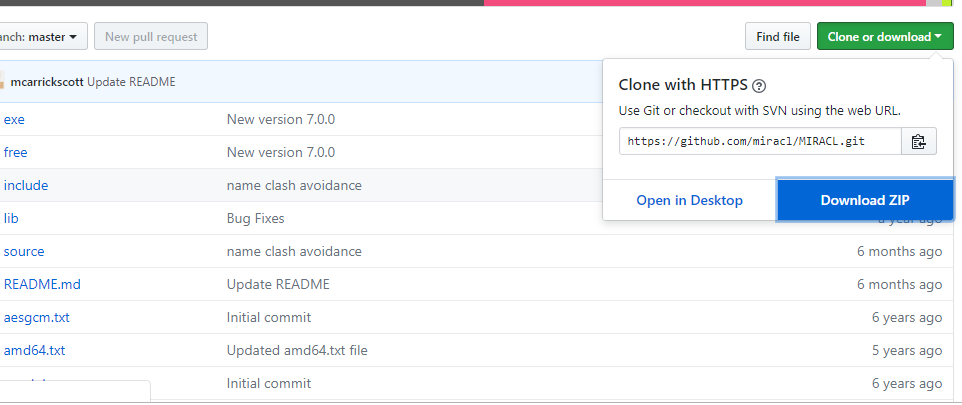 anch: master New pull request Find file Clone or download
mcarrickscott Update README
Clone with HTTPS
Use Git or checkout with SVN using the web URL.
https://github.com/miracl/MIRACL.git
Open in Desktop Download ZIP
exe New version 7.0.0
free New version 7.0.0
include name clash avoidance
lib Bug Fixes a year ago
source name clash avoidance 6 months ago
README.md Update README 6 months ago
aesgcm.txt Initial commit 6 years ago
amd64.txt Updated amd64.txt file 5 years ago
Initial commit 6 years ago